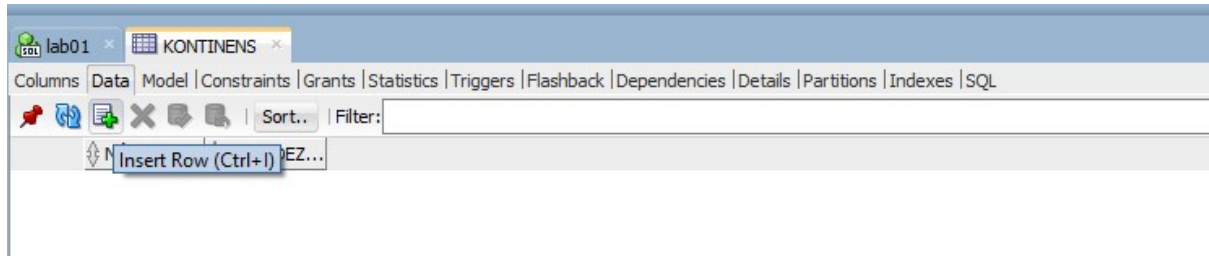 lab01 KONTINENS
Columns Data Model |Constraints |Grants |Statistics |Triggers |Flashback |Dependencies |Details |Partitions |Indexes |SQL
Sort.. Filter:
Insert Row (Ctrl+I)